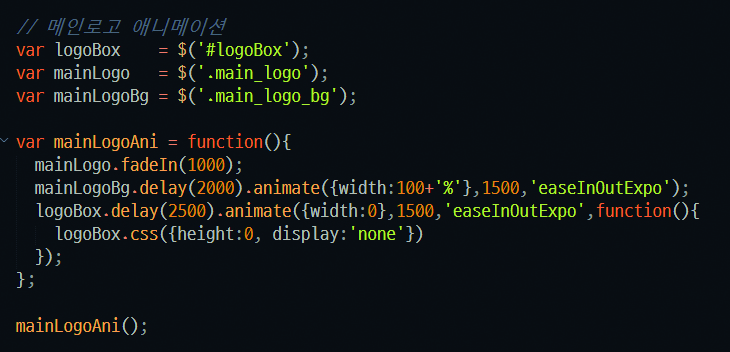 // 메인로고 애니메이션
var logoBox   = $('#logoBox');
var mainLogo   = $('.main_logo');
var mainLogoBg = $('.main_logo_bg');
var mainLogoAni = function(){
  mainLogo.fadeIn(1000);
  mainLogoBg.delay(2000).animate({width:100+'%'},1500,'easeInOutExpo');
  logoBox.delay(2500).animate({width:0},1500,'easeInOutExpo',function(){
    logoBox.css({height:0, display:'none'})
  });
};
mainLogoAni();